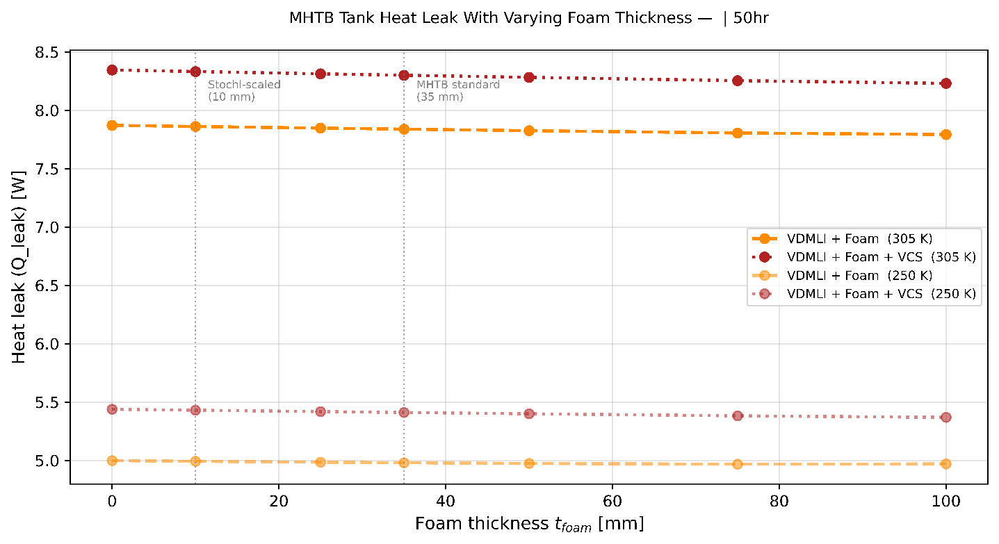 MHTB Tank Heat Leak With Varying Foam Thickness —  | 50hr
8.5
8.0
7.5
7.0
6.5
6.0
5.5
5.0
Heat leak (Q_leak) [W]
Stochl-scaled
(10 mm)
MHTB standard
(35 mm)
VDMLI + Foam  (305 K)
VDMLI + Foam + VCS  (305 K)
VDMLI + Foam  (250 K)
VDMLI + Foam + VCS  (250 K)
0 20 40 60 80 100
Foam thickness t_foam [mm]